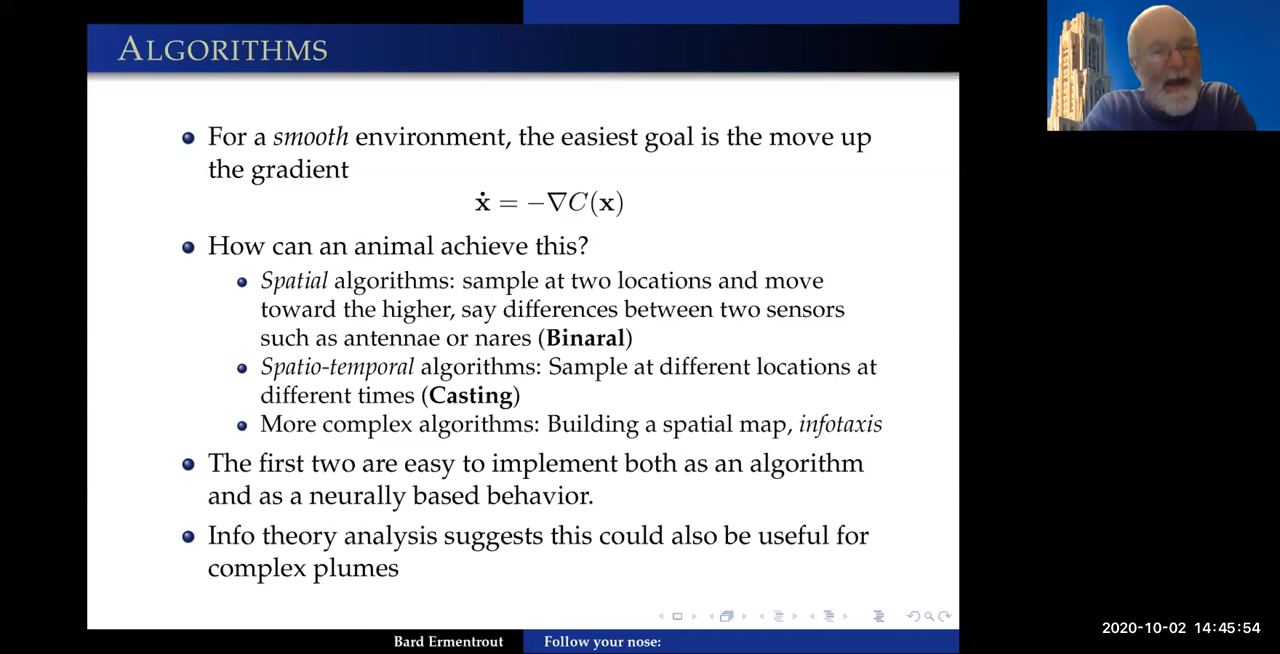 ALGORITHMS
For a smooth environment, the easiest goal is the move up
the gradient
ẋ = −∇C(x)
How can an animal achieve this?
Spatial algorithms: sample at two locations and move
toward the higher, say differences between two sensors
such as antennae or nares (Binaral)
Spatio-temporal algorithms: Sample at different locations at
different times (Casting)
More complex algorithms: Building a spatial map, infotaxis
The first two are easy to implement both as an algorithm
and as a neurally based behavior.
Info theory analysis suggests this could also be useful for
complex plumes
Bard Ermentrout
Follow your nose:
2020-10-02 14:45:54